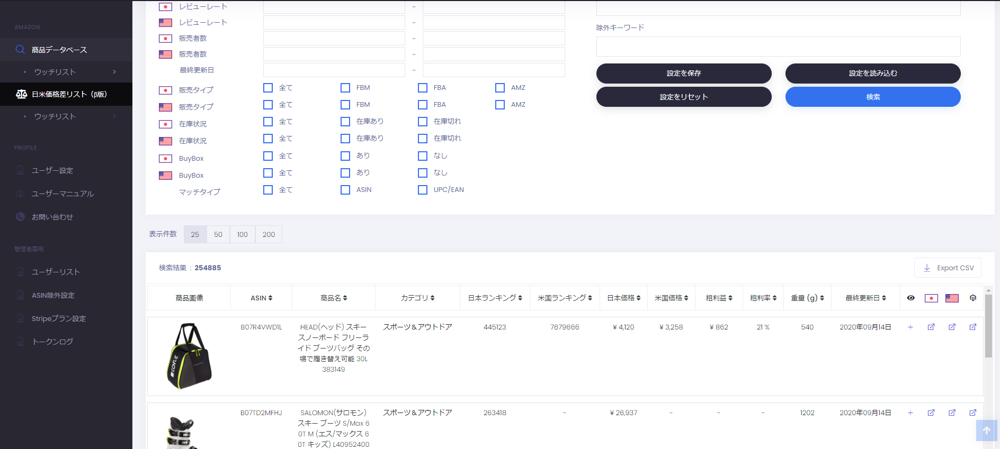 AMAZON
商品データベース
ウッチリスト
日米価格差リスト（β版）
ウッチリスト
PROFILE
ユーザー設定
ユーザーマニュアル
お問い合わせ
管理者専用
ユーザーリスト
ASIN除外設定
Stripeプラン設定
トークンログ
レビューレート ~
レビューレート ~
販売者数 ~
販売者数 ~
最終更新日 ~
販売タイプ 全て FBM FBA AMZ
販売タイプ 全て FBM FBA AMZ
在庫状況 全て 在庫あり 在庫切れ
在庫状況 全て 在庫あり 在庫切れ
BuyBox 全て あり なし
BuyBox 全て あり なし
マッチタイプ 全て ASIN UPC/EAN
除外キーワード
設定を保存 設定を読み込む
設定をリセット 検索
表示件数 25 50 100 200
検索結果 : 254885
Export CSV
商品画像 ASIN 商品名 カテゴリ 日本ランキング 米国ランキング 日本価格 米国価格 粗利益 粗利率 重量 (g) 最終更新日
B07R4VWD1L HEAD(ヘッド) スキー スポーツ＆アウトドア 445123 7679666 ¥ 4,120 ¥ 3,258 ¥ 862 21 % 540 2020年09月14日
スノーボード フリーラ
イド ブーツバッグ その
場で履き替え可能 30L
383149
CORE
B07TD2MFHJ SALOMON(サロモン) スポーツ＆アウトドア 263418 - ¥ 26,937 - - - 1202 2020年09月14日
スキー ブーツ S/Max 6
0T M (エス/マックス 6
0T キッズ) L40952400